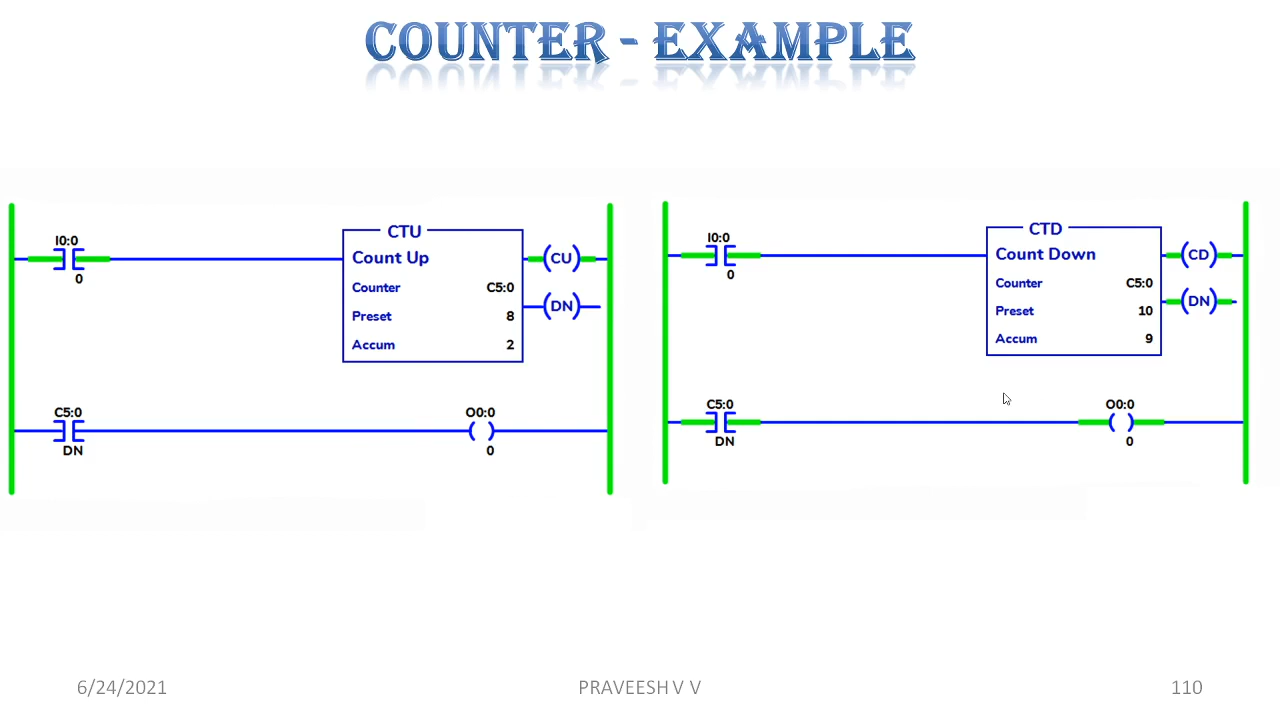 COUNTER - EXAMPLE
I0:0
0
CTU
Count Up
Counter C5:0
Preset 8
Accum 2
CU
DN
C5:0
DN
O0:0
0
I0:0
0
CTD
Count Down
Counter C5:0
Preset 10
Accum 9
CD
DN
C5:0
DN
O0:0
0
6/24/2021
PRAVEESH V V
110